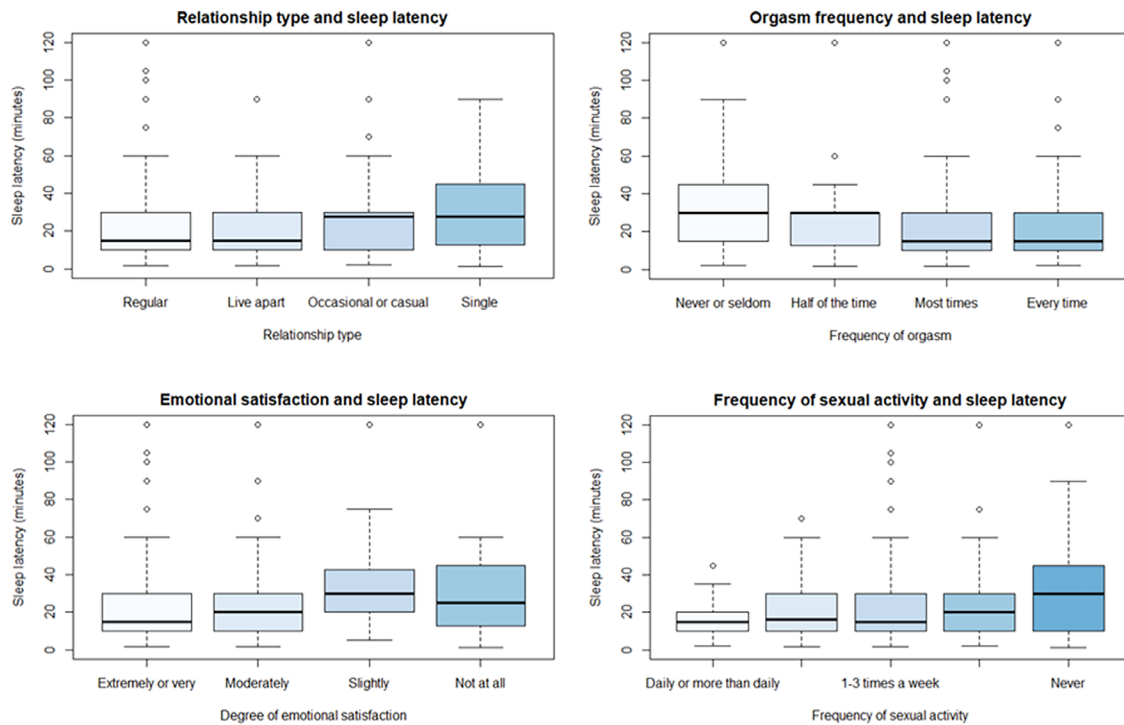 Relationship type and sleep latency
Sleep latency (minutes)
120
100
80
60
40
20
0
Regular
Live apart
Occasional or casual
Single
Relationship type
Orgasm frequency and sleep latency
Sleep latency (minutes)
120
100
80
60
40
20
0
Never or seldom
Half of the time
Most times
Every time
Frequency of orgasm
Emotional satisfaction and sleep latency
Sleep latency (minutes)
120
100
80
60
40
20
0
Extremely or very
Moderately
Slightly
Not at all
Degree of emotional satisfaction
Frequency of sexual activity and sleep latency
Sleep latency (minutes)
120
100
80
60
40
20
0
Daily or more than daily
1-3 times a week
Never
Frequency of sexual activity